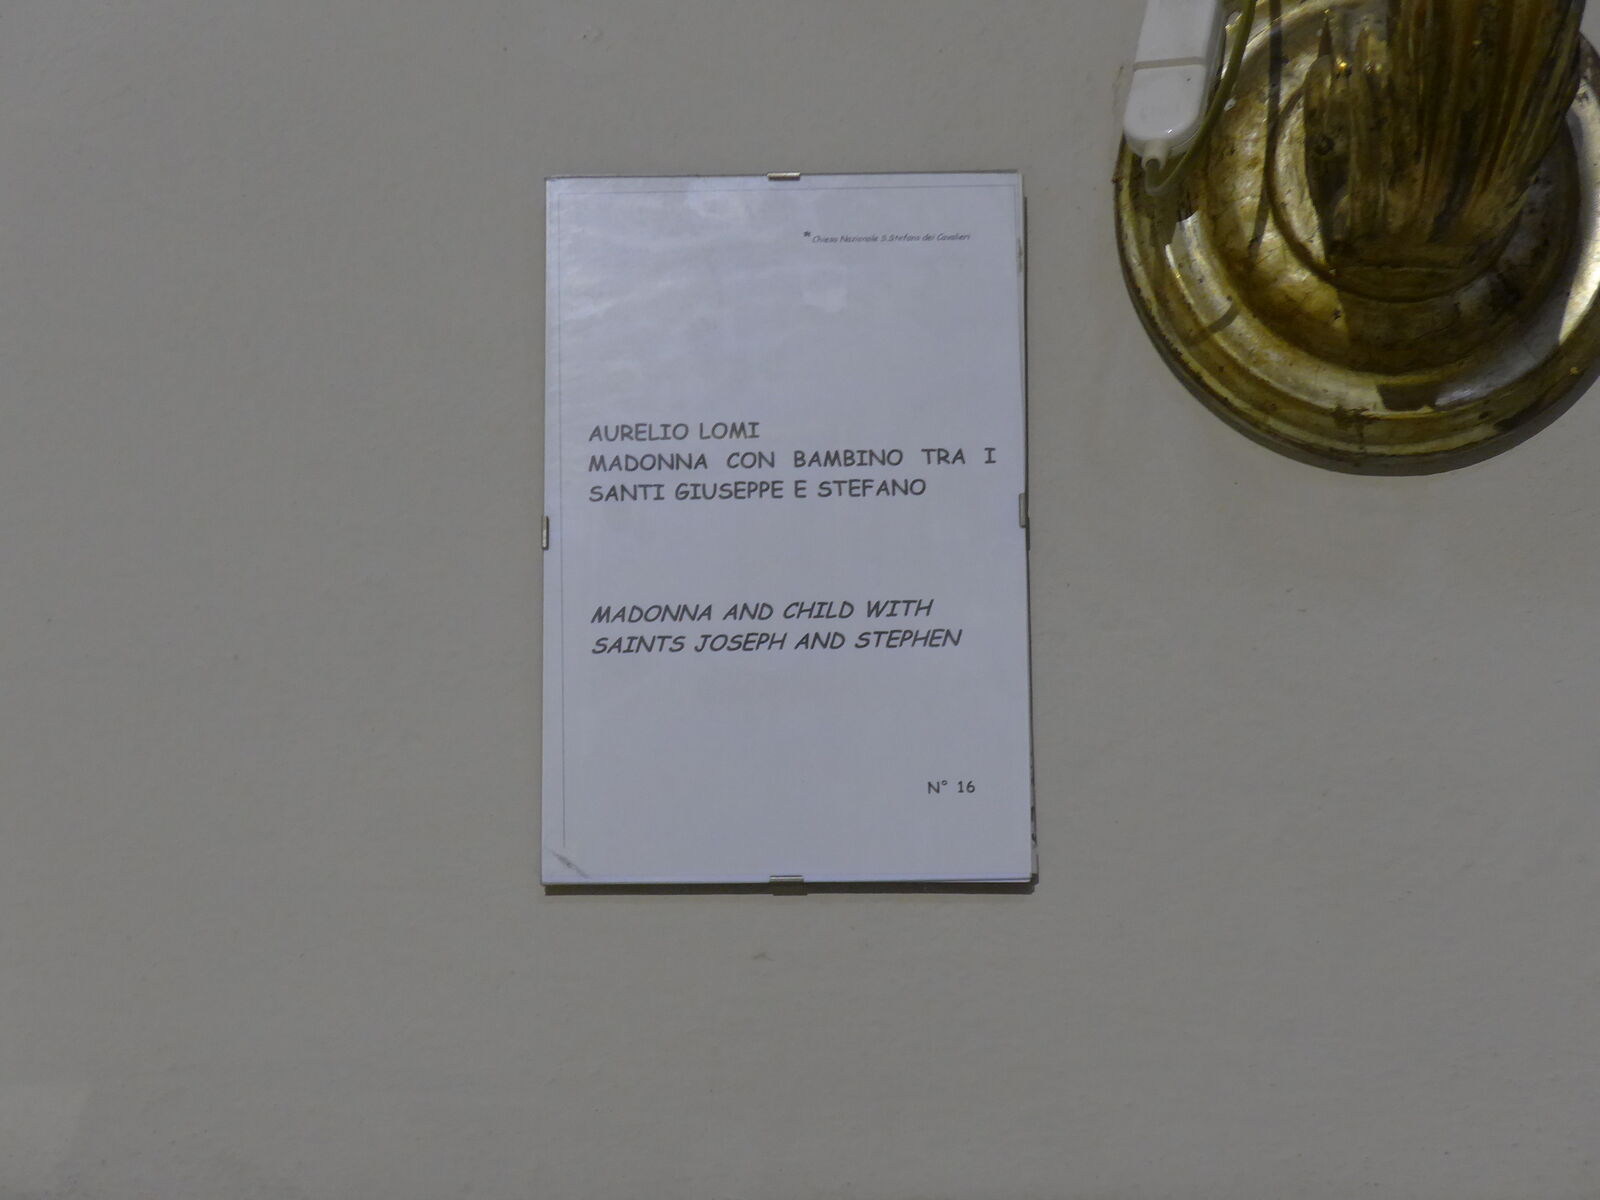 * Chiesa Nazionale S.Stefano dei Cavalieri
AURELIO LOMI
MADONNA CON BAMBINO TRA I
SANTI GIUSEPPE E STEFANO
MADONNA AND CHILD WITH
SAINTS JOSEPH AND STEPHEN
N° 16